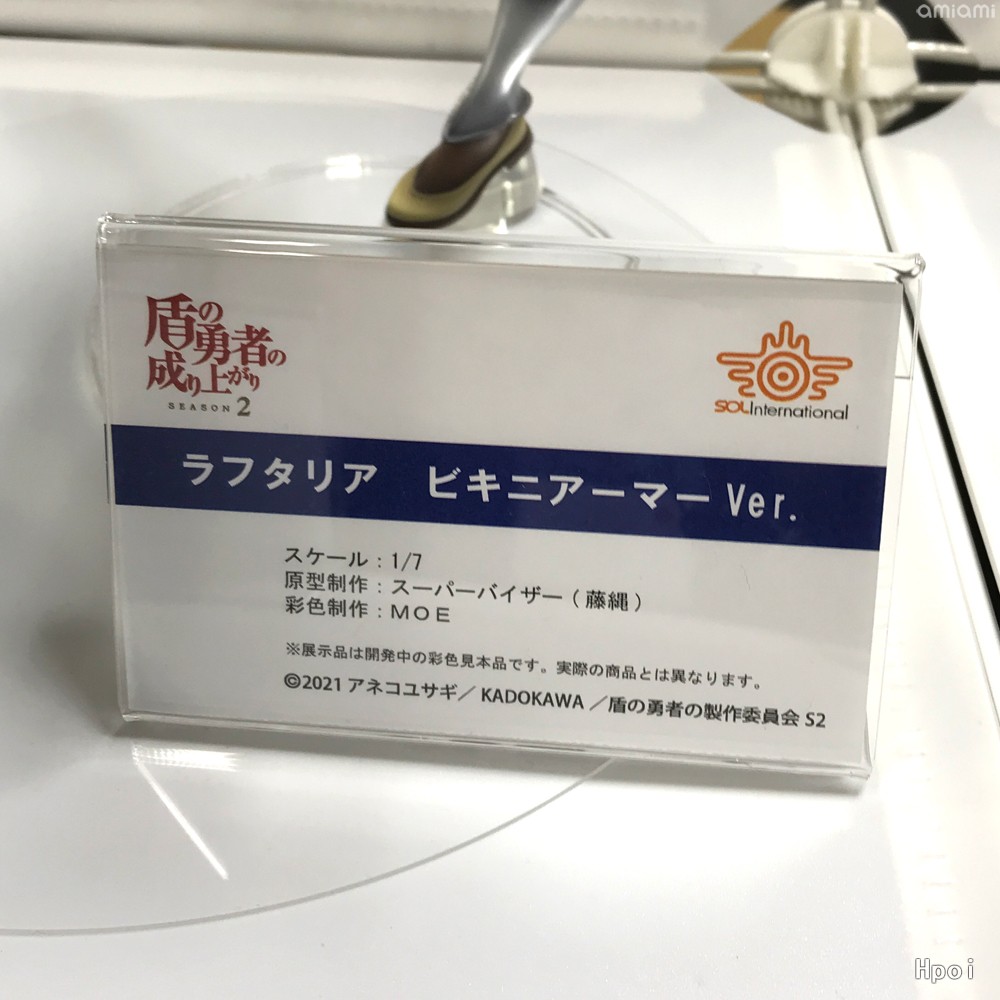 amiami
盾の
勇者の
成り上がり
SEASON 2
SOL International
ラフタリア ビキニアーマー Ver.
スケール：1/7
原型制作：スーパーバイザー（藤縄）
彩色制作：ＭＯＥ
※展示品は開発中の彩色見本品です。実際の商品とは異なります。
©2021 アネコユサギ／KADOKAWA／盾の勇者の製作委員会 S2
Hpoi